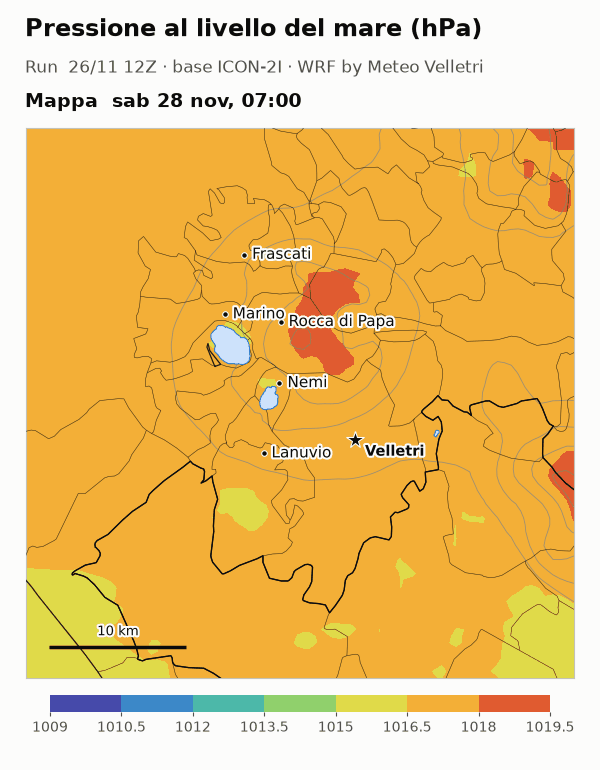 Pressione al livello del mare (hPa)
Run  26/11 12Z · base ICON-2I · WRF by Meteo Velletri
Mappa  sab 28 nov, 07:00
Frascati
Marino
Rocca di Papa
Nemi
Velletri
Lanuvio
10 km
1009 1010.5 1012 1013.5 1015 1016.5 1018 1019.5